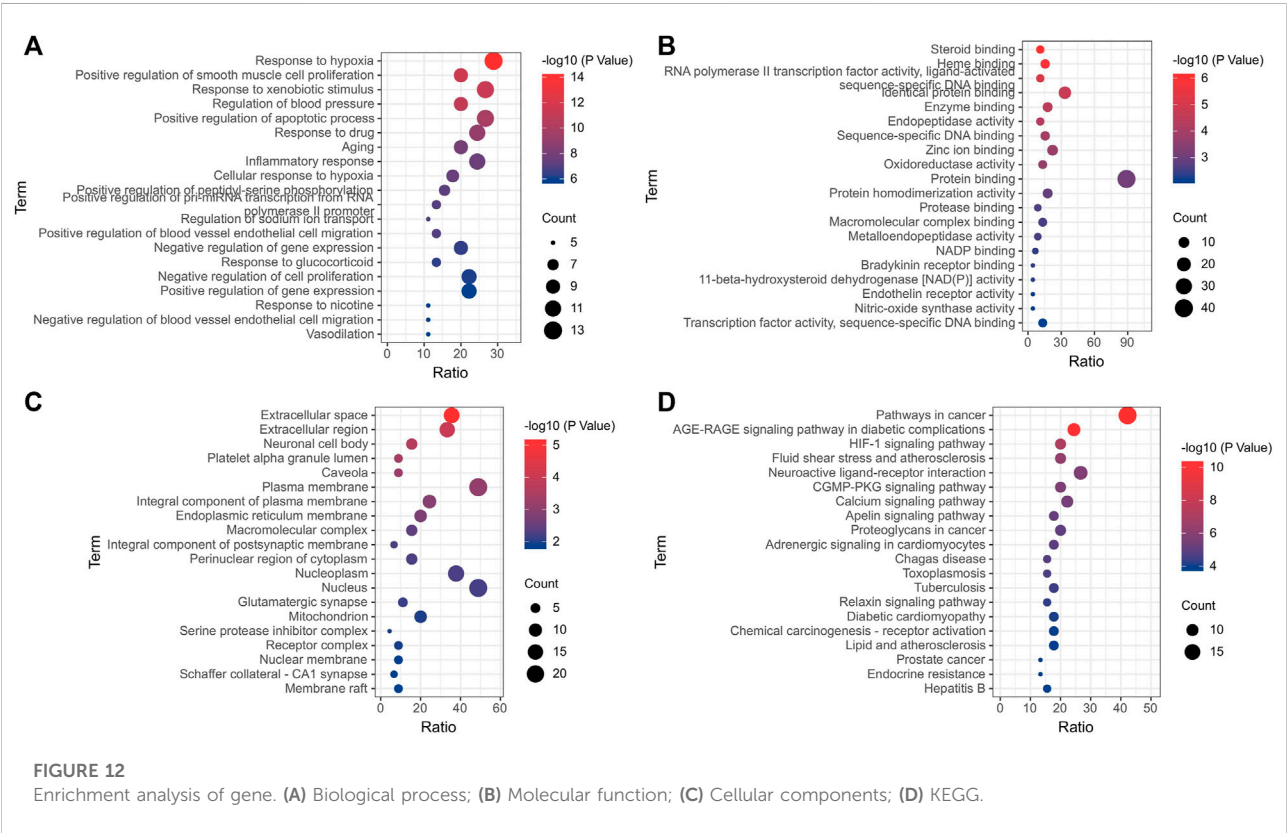 A
Term
Response to hypoxia
Positive regulation of smooth muscle cell proliferation
Response to xenobiotic stimulus
Regulation of blood pressure
Positive regulation of apoptotic process
Response to drug
Aging
Inflammatory response
Cellular response to hypoxia
Positive regulation of peptidyl-serine phosphorylation
Positive regulation of pri-miRNA transcription from RNA
polymerase II promoter
Regulation of sodium ion transport
Positive regulation of blood vessel endothelial cell migration
Negative regulation of gene expression
Response to glucocorticoid
Negative regulation of cell proliferation
Positive regulation of gene expression
Response to nicotine
Negative regulation of blood vessel endothelial cell migration
Vasodilation
0 10 20 30
Ratio
-log10 (P Value)
14
12
10
8
6
Count
5
7
9
11
13
B
Term
Steroid binding
Heme binding
RNA polymerase II transcription factor activity, ligand-activated
sequence-specific DNA binding
Identical protein binding
Enzyme binding
Endopeptidase activity
Sequence-specific DNA binding
Zinc ion binding
Oxidoreductase activity
Protein binding
Protein homodimerization activity
Protease binding
Macromolecular complex binding
Metalloendopeptidase activity
NADP binding
Bradykinin receptor binding
11-beta-hydroxysteroid dehydrogenase [NAD(P)] activity
Endothelin receptor activity
Nitric-oxide synthase activity
Transcription factor activity, sequence-specific DNA binding
0 30 60 90
Ratio
-log10 (P Value)
6
5
4
3
Count
10
20
30
40
C
Term
Extracellular space
Extracellular region
Neuronal cell body
Platelet alpha granule lumen
Caveola
Plasma membrane
Integral component of plasma membrane
Endoplasmic reticulum membrane
Macromolecular complex
Integral component of postsynaptic membrane
Perinuclear region of cytoplasm
Nucleoplasm
Nucleus
Glutamatergic synapse
Mitochondrion
Serine protease inhibitor complex
Receptor complex
Nuclear membrane
Schaffer collateral - CA1 synapse
Membrane raft
0 20 40 60
Ratio
-log10 (P Value)
5
4
3
2
Count
5
10
15
20
D
Term
Pathways in cancer
AGE-RAGE signaling pathway in diabetic complications
HIF-1 signaling pathway
Fluid shear stress and atherosclerosis
Neuroactive ligand-receptor interaction
CGMP-PKG signaling pathway
Calcium signaling pathway
Apelin signaling pathway
Proteoglycans in cancer
Adrenergic signaling in cardiomyocytes
Chagas disease
Toxoplasmosis
Tuberculosis
Relaxin signaling pathway
Diabetic cardiomyopathy
Chemical carcinogenesis - receptor activation
Lipid and atherosclerosis
Prostate cancer
Endocrine resistance
Hepatitis B
0 10 20 30 40 50
Ratio
-log10 (P Value)
10
8
6
4
Count
10
15
FIGURE 12
Enrichment analysis of gene. (A) Biological process; (B) Molecular function; (C) Cellular components; (D) KEGG.